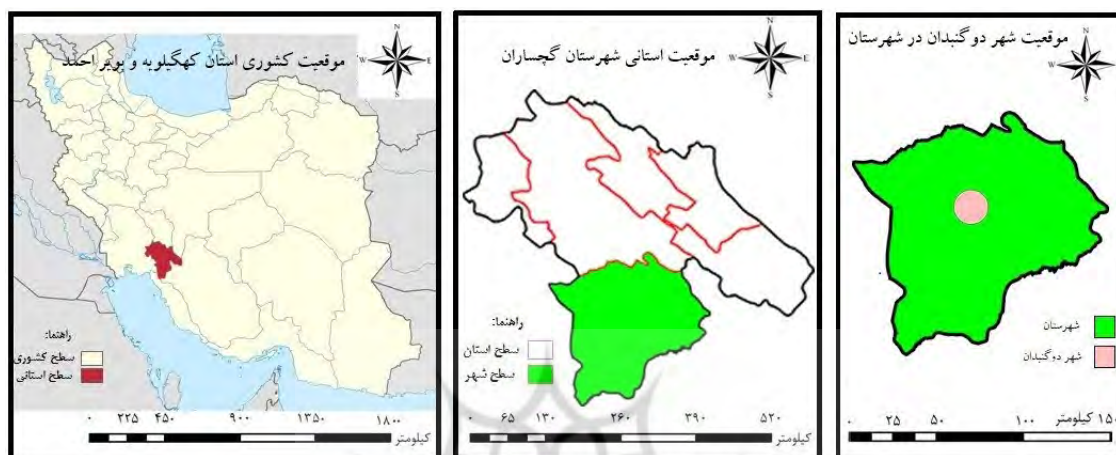 موقعیت شهر دوگنبدان در شهرستان
N
W
E
S
شهرستان
شهر دوگنبدان
۰ ۲۵ ۵۰ ۱۰۰ ۱۵۰
کیلومتر
موقعیت استانی شهرستان گچساران
N
W
E
S
راهنما:
سطح استان
سطح شهر
۰ ۶۵ ۱۳۰ ۲۶۰ ۳۹۰ ۵۲۰
کیلومتر
موقعیت کشوری استان کهگیلویه و بویر احمد
N
W
E
S
راهنما:
سطح کشوری
سطح استانی
۰ ۲۲۵ ۴۵۰ ۹۰۰ ۱۳۵۰ ۱۸۰۰
کیلومتر